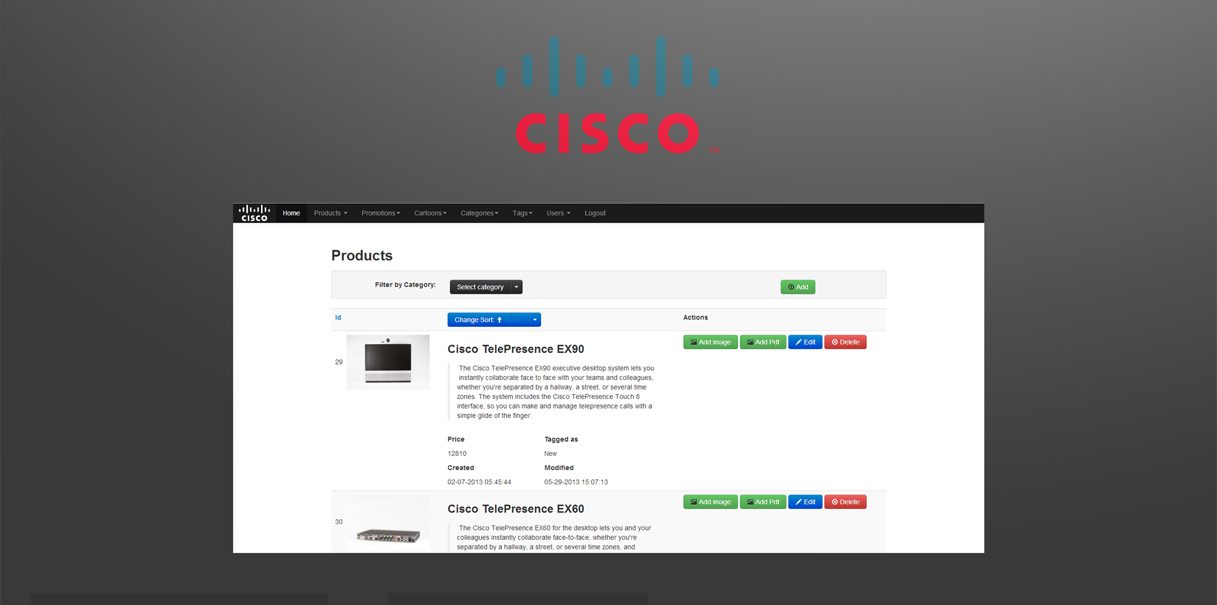 CISCO
CISCO Home Products Promotions Cartoons Categories Tags Users Logout
Products
Filter by Category: Select category Add
Id Change Sort Actions
Add image Add Pdf Edit Delete
29
Cisco TelePresence EX90
The Cisco TelePresence EX90 executive desktop system lets you
instantly collaborate face to face with your teams and colleagues,
whether you're separated by a hallway, a street, or several time
zones. The system includes the Cisco TelePresence Touch 8
interface, so you can make and manage telepresence calls with a
simple glide of the finger.
Price Tagged as
12810 New
Created Modified
02-07-2013 05:45:44 05-29-2013 15:07:13
Add image Add Pdf Edit Delete
30
Cisco TelePresence EX60
The Cisco TelePresence EX60 for the desktop lets you and your
colleagues instantly collaborate face-to-face, whether you're
separated by a hallway, a street, or several time zones, and